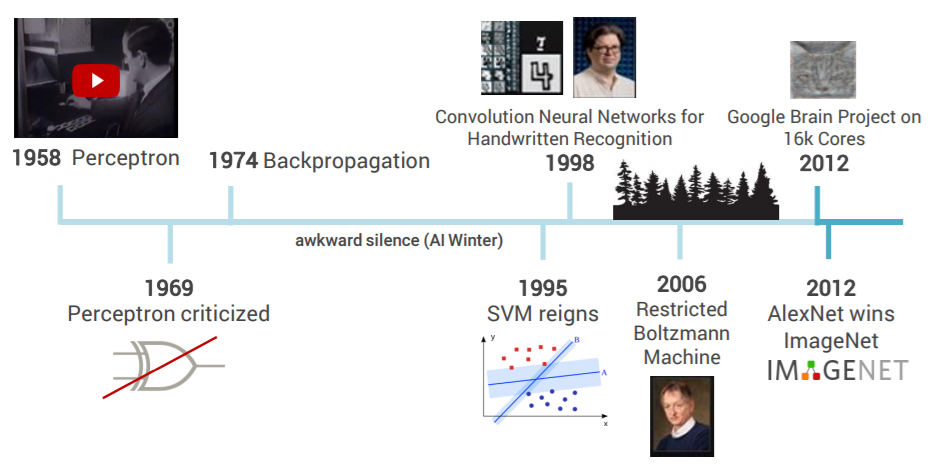 Convolution Neural Networks for
Handwritten Recognition
1998
Google Brain Project on
16k Cores
2012
1958 Perceptron
1974 Backpropagation
awkward silence (AI Winter)
1969
Perceptron criticized
1995
SVM reigns
y
B
A
x
2006
Restricted
Boltzmann
Machine
2012
AlexNet wins
ImageNet
IMAGENET
7
4